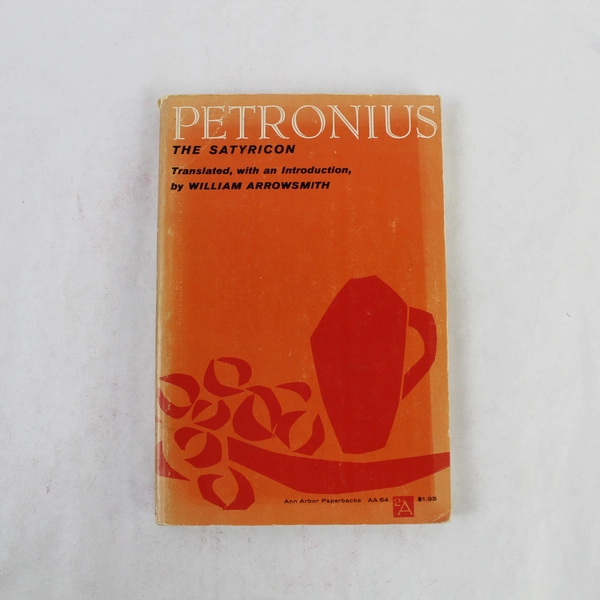 PETRONIUS
THE SATYRICON
Translated, with an Introduction,
by WILLIAM ARROWSMITH
Ann Arbor Paperbacks AA 64 $1.95